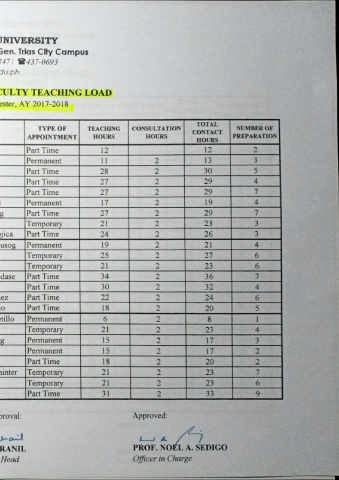 UNIVERSITY
Gen. Trias City Campus
247| ☎437-0693
du.ph
CULTY TEACHING LOAD
ester, AY 2017-2018
TYPE OF APPOINTMENT TEACHING HOURS CONSULTATION HOURS TOTAL CONTACT HOURS NUMBER OF PREPARATION
Part Time 12 12 2
Permanent 11 2 13 3
Part Time 28 2 30 5
Part Time 27 2 29 4
Part Time 27 2 29 7
Permanent 17 2 19 4
g Part Time 27 2 29 7
Temporary 21 2 23 3
ojica Part Time 24 2 26 3
usog Permanent 19 2 21 4
Temporary 25 2 27 6
Temporary 21 2 23 6
dase Part Time 34 2 36 7
Part Time 30 2 32 4
ez Part Time 22 2 24 6
o Part Time 18 2 20 5
tillo Permanent 6 2 8 1
Temporary 21 2 23 4
g Permanent 15 2 17 3
Permanent 15 2 17 2
Part Time 18 2 20 2
hinter Temporary 21 2 23 7
Temporary 21 2 23 6
Part Time 31 2 33 9
proval: Approved:
RANIL PROF. NOEL A. SEDIGO
Head Officer in Charge